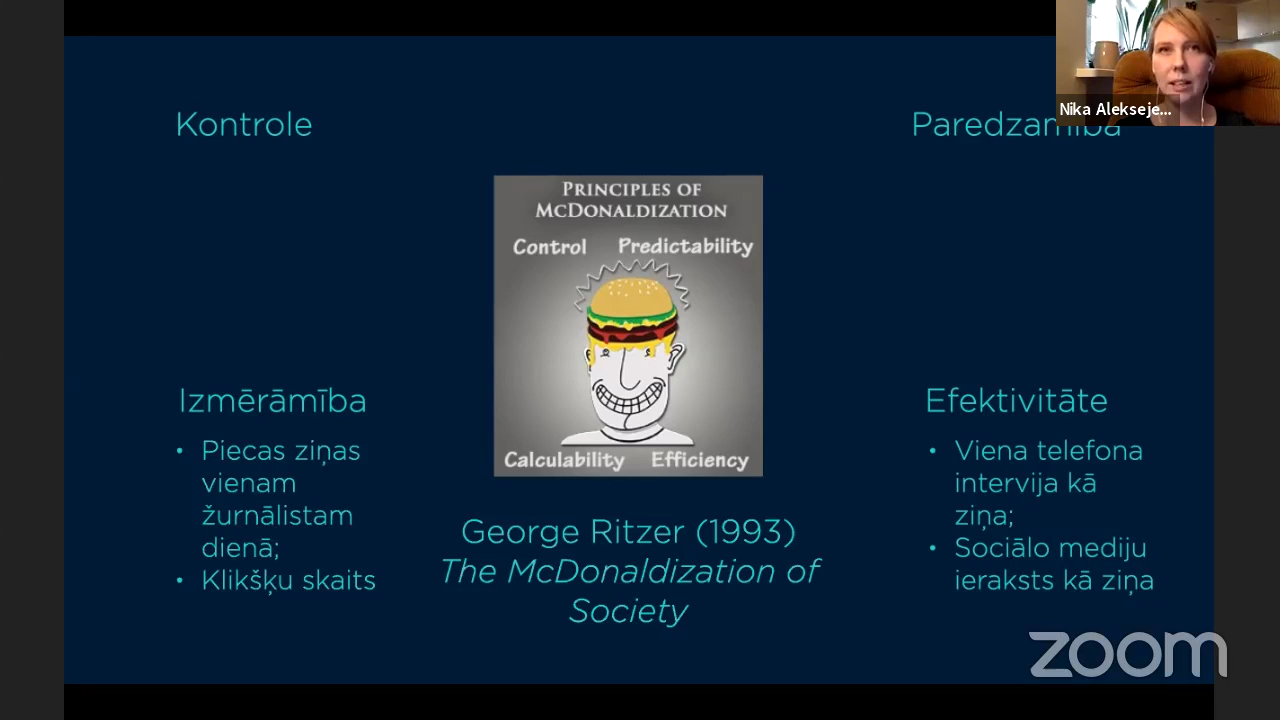 Nika Alekseje...
Kontrole
Paredzamība
PRINCIPLES OF
MCDONALDIZATION
Control Predictability
Calculability Efficiency
Izmērāmība
• Piecas ziņas
vienam
žurnālistam
dienā;
• Klikšķu skaits
Efektivitāte
• Viena telefona
intervija kā
ziņa;
• Sociālo mediju
ieraksts kā ziņa
George Ritzer (1993)
The McDonaldization of
Society
zoom